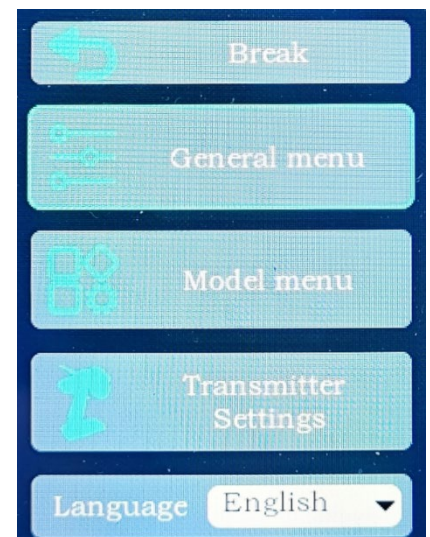 Break
General menu
Model menu
Transmitter
Settings
Language English